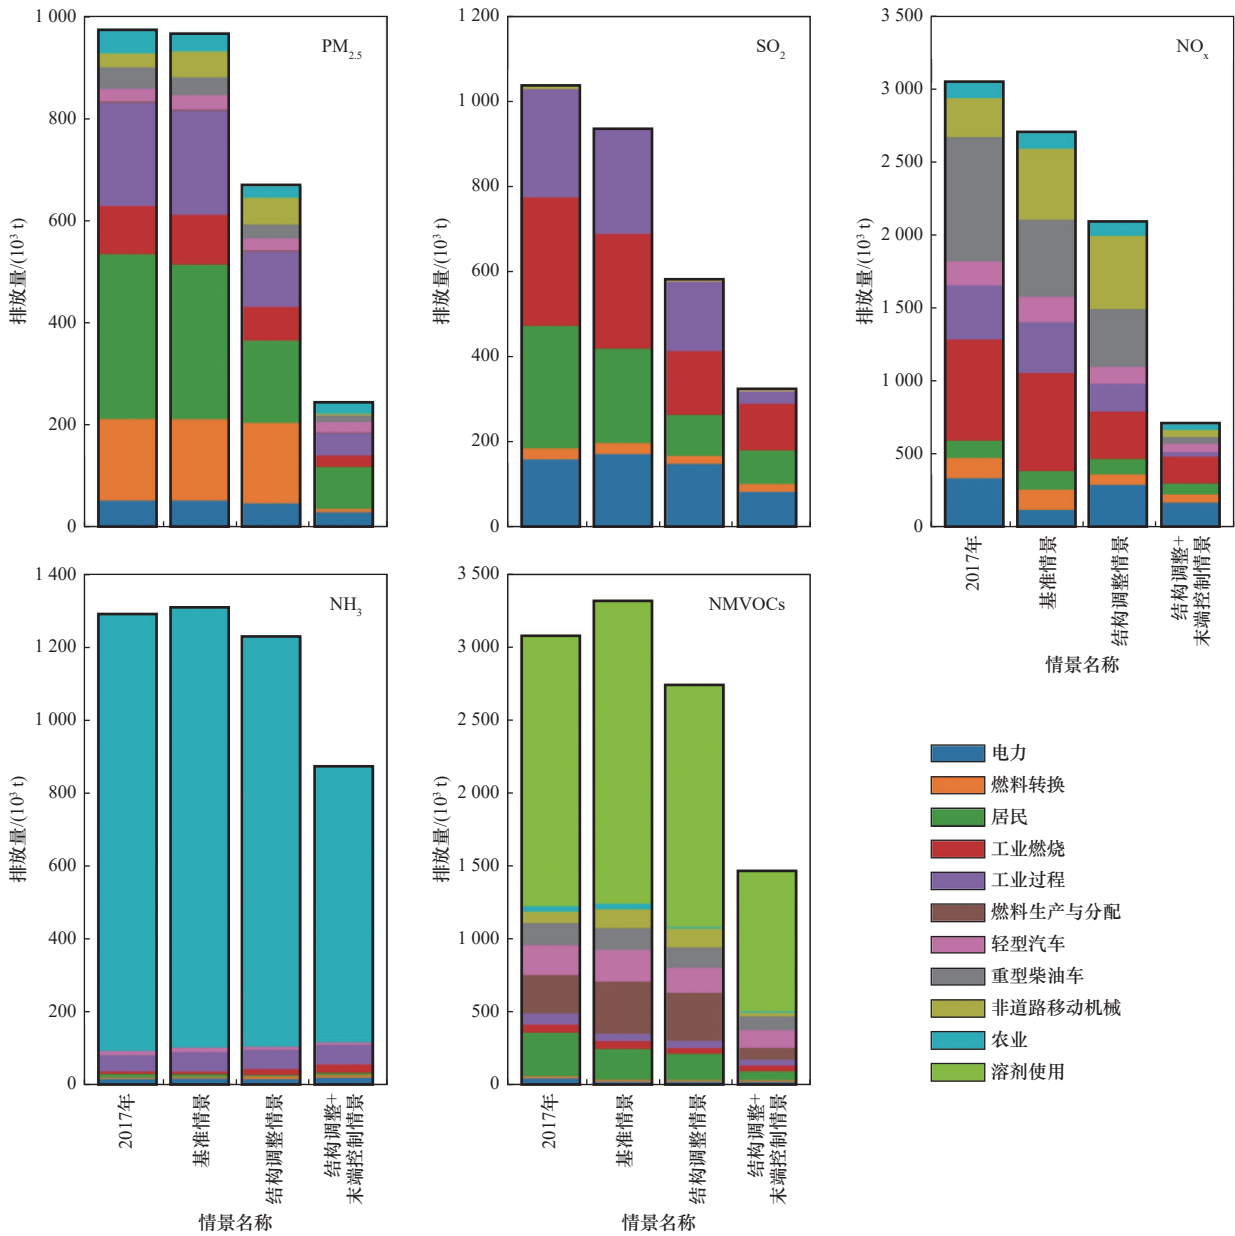 PM2.5
排放量/(10³ t)
1 000
800
600
400
200
0
SO2
排放量/(10³ t)
1 200
1 000
800
600
400
200
0
NOx
排放量/(10³ t)
3 500
3 000
2 500
2 000
1 500
1 000
500
0
2017年
基准情景
结构调整情景
结构调整+
末端控制情景
情景名称
NH3
排放量/(10³ t)
1 400
1 200
1 000
800
600
400
200
0
2017年
基准情景
结构调整情景
结构调整+
末端控制情景
情景名称
NMVOCs
排放量/(10³ t)
3 500
3 000
2 500
2 000
1 500
1 000
500
0
2017年
基准情景
结构调整情景
结构调整+
末端控制情景
情景名称
电力
燃料转换
居民
工业燃烧
工业过程
燃料生产与分配
轻型汽车
重型柴油车
非道路移动机械
农业
溶剂使用